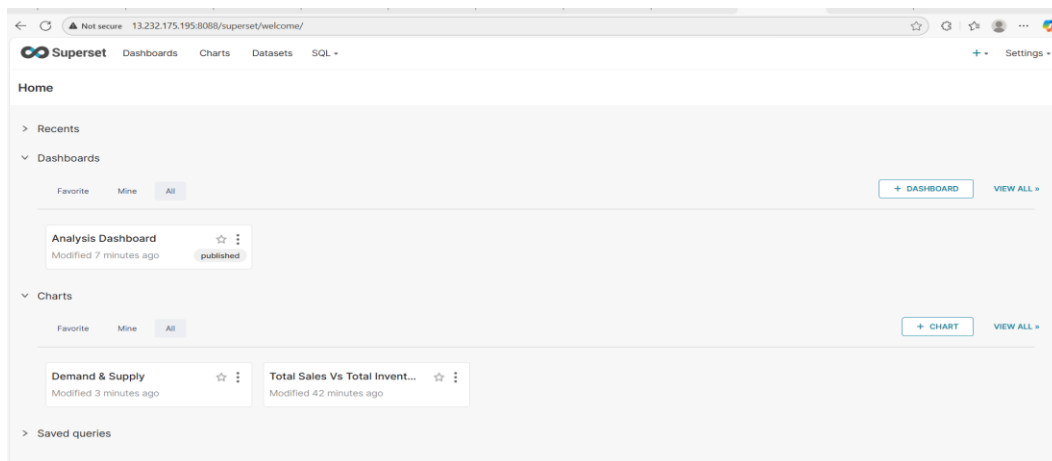 Not secure 13.232.175.195:8088/superset/welcome/
Superset Dashboards Charts Datasets SQL
+ Settings
Home
Recents
Dashboards
Favorite Mine All
+ DASHBOARD VIEW ALL »
Analysis Dashboard
Modified 7 minutes ago published
Charts
Favorite Mine All
+ CHART VIEW ALL »
Demand & Supply Total Sales Vs Total Invent...
Modified 3 minutes ago Modified 42 minutes ago
Saved queries